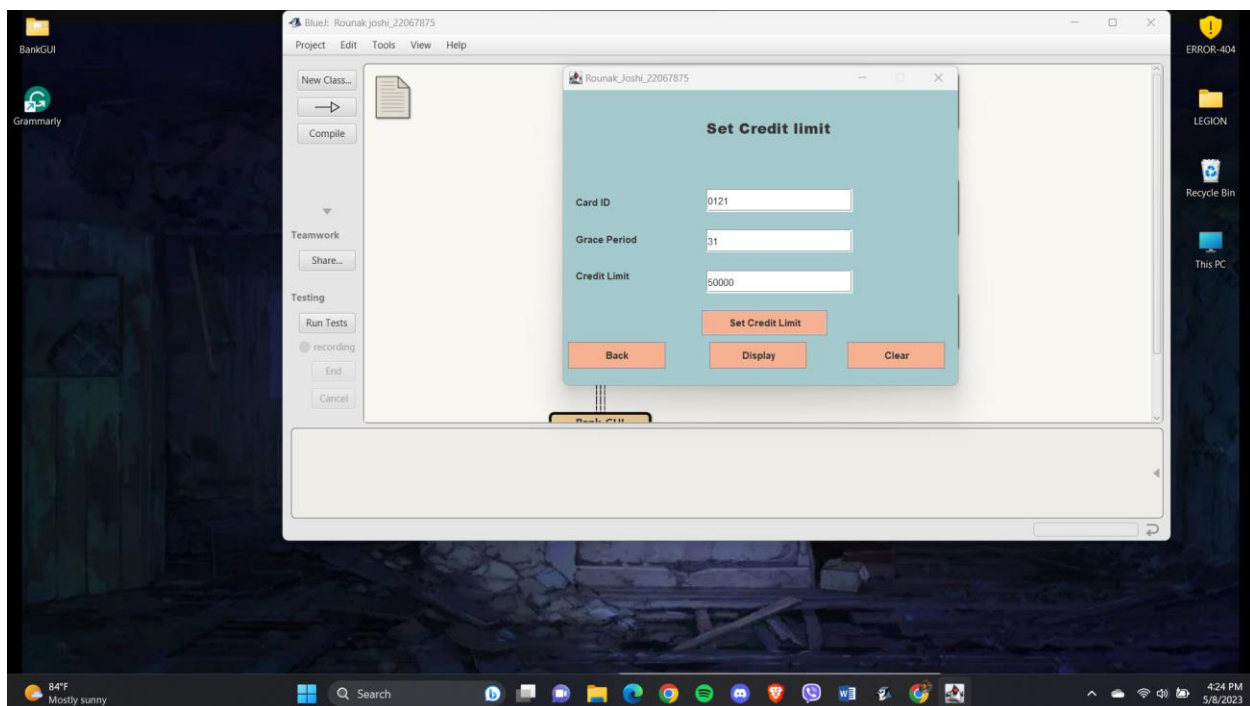 BankGUI
Grammarly
BlueJ: Rounak joshi_22067875
Project Edit Tools View Help
New Class...
Compile
Teamwork
Share...
Testing
Run Tests
recording
End
Cancel
Rounak_Joshi_22067875
Set Credit limit
Card ID
0121
Grace Period
31
Credit Limit
50000
Set Credit Limit
Back Display Clear
Bank GUI
ERROR-404
LEGION
Recycle Bin
This PC
84°F
Mostly sunny
Search
4:24 PM
5/8/2023